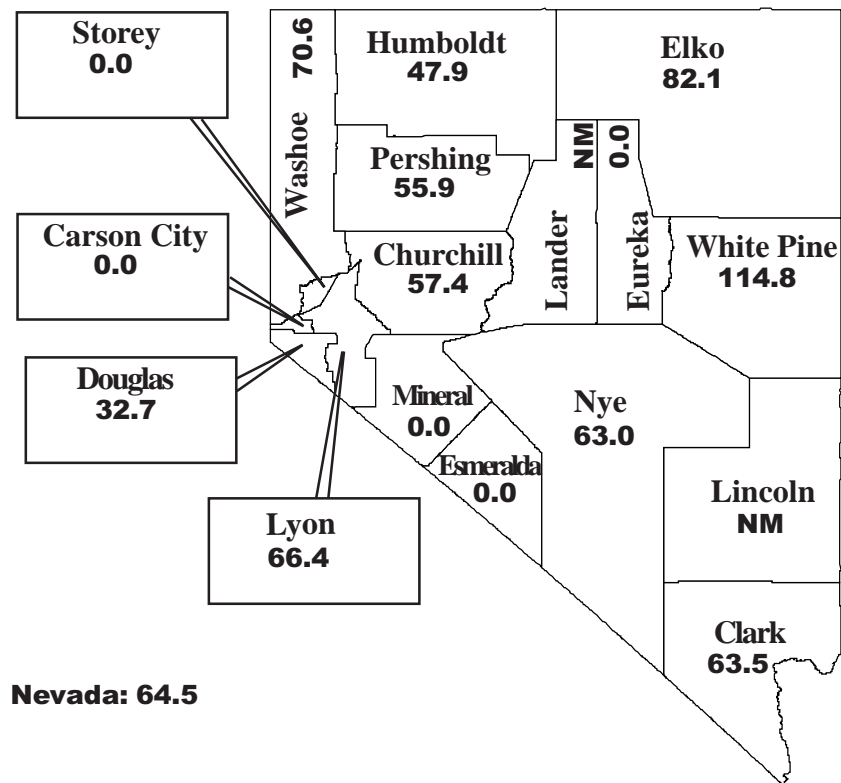 Storey
0.0
70.6
Washoe
Humboldt
47.9
Elko
82.1
Pershing
55.9
NM
Lander
0.0
Eureka
Carson City
0.0
Churchill
57.4
White Pine
114.8
Douglas
32.7
Mineral
0.0
Nye
63.0
Esmeralda
0.0
Lincoln
NM
Lyon
66.4
Clark
63.5
Nevada: 64.5